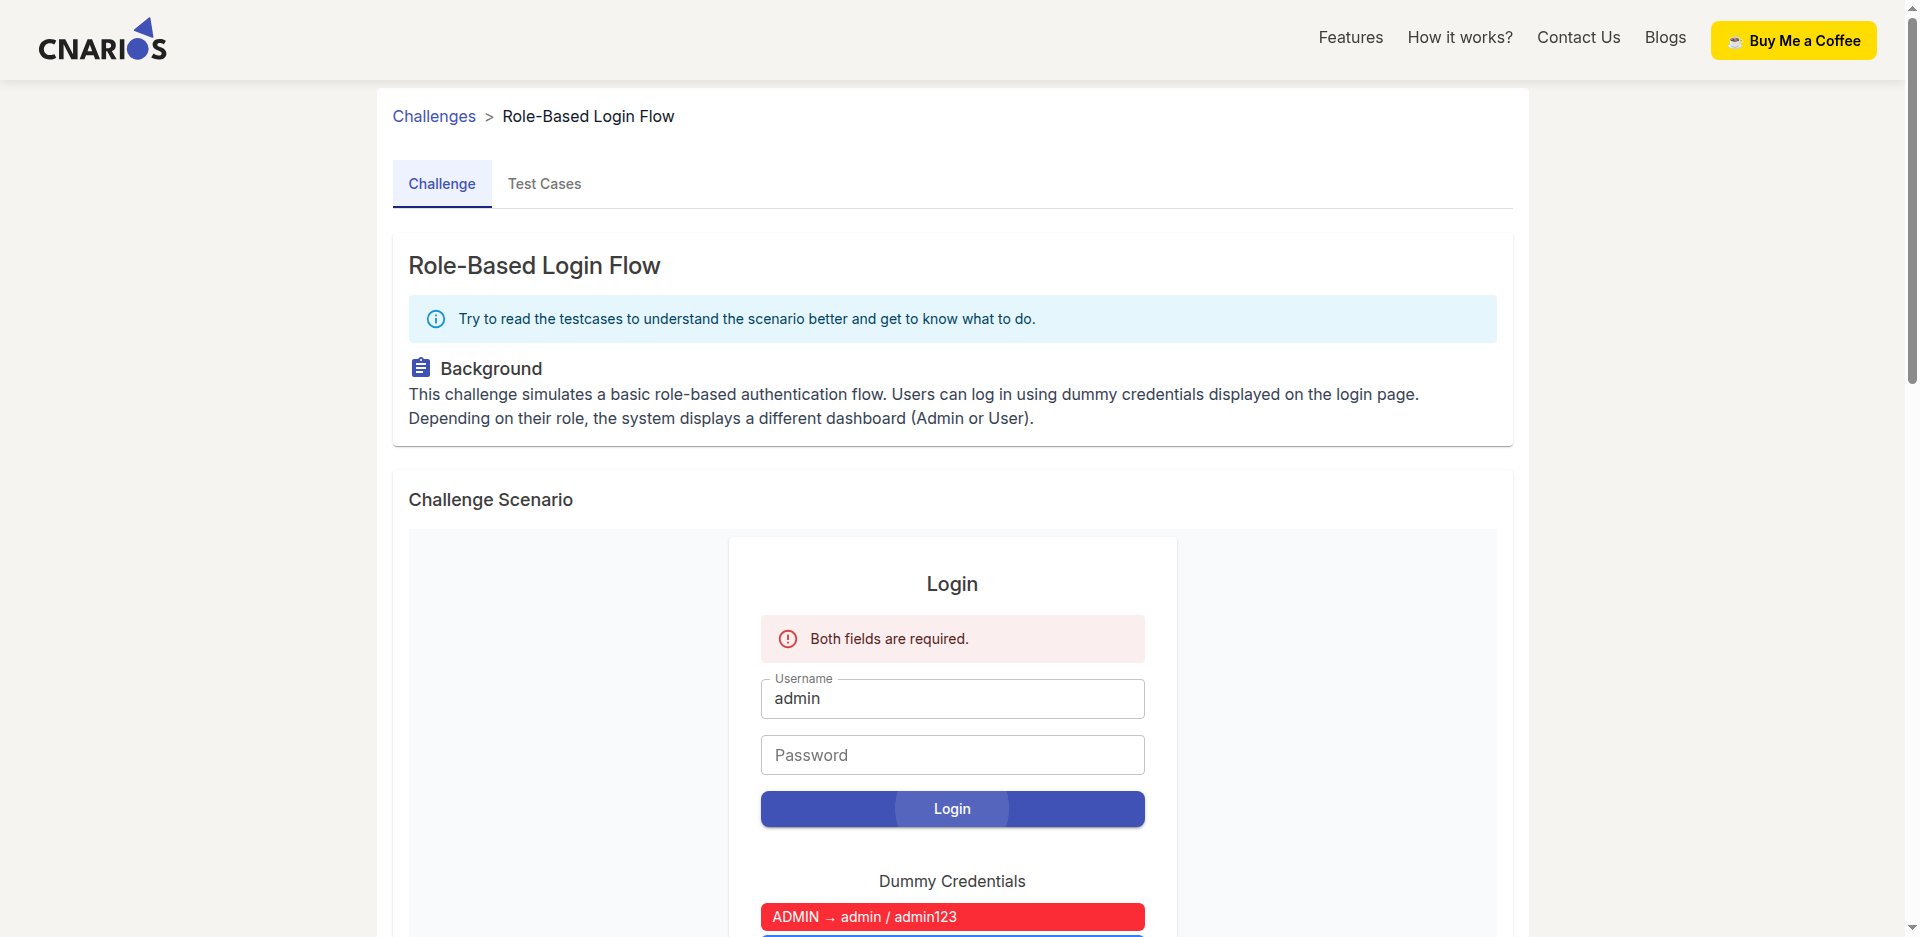 CNARIOS
Features How it works? Contact Us Blogs ☕ Buy Me a Coffee
Challenges > Role-Based Login Flow
Challenge Test Cases
Role-Based Login Flow
Try to read the testcases to understand the scenario better and get to know what to do.
Background
This challenge simulates a basic role-based authentication flow. Users can log in using dummy credentials displayed on the login page.
Depending on their role, the system displays a different dashboard (Admin or User).
Challenge Scenario
Login
Both fields are required.
Username
admin
Password
Login
Dummy Credentials
ADMIN → admin / admin123